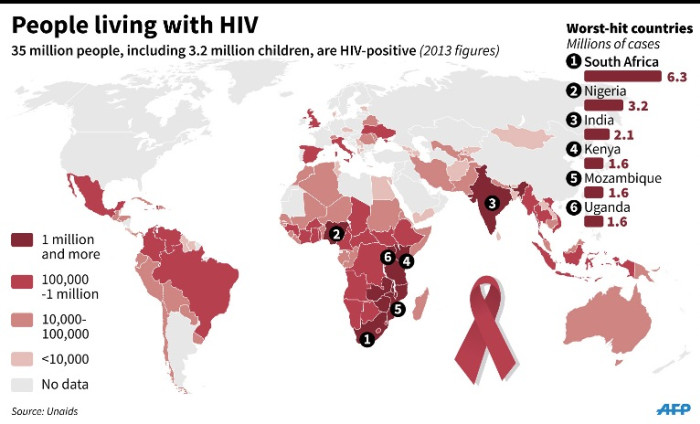 People living with HIV
35 million people, including 3.2 million children, are HIV-positive (2013 figures)
Worst-hit countries
Millions of cases
1 South Africa
6.3
2 Nigeria
3.2
3 India
2.1
4 Kenya
1.6
5 Mozambique
1.6
6 Uganda
1.6
1 million
and more
100,000
-1 million
10,000-
100,000
<10,000
No data
2
3
6
4
5
1
Source: Unaids
AFP